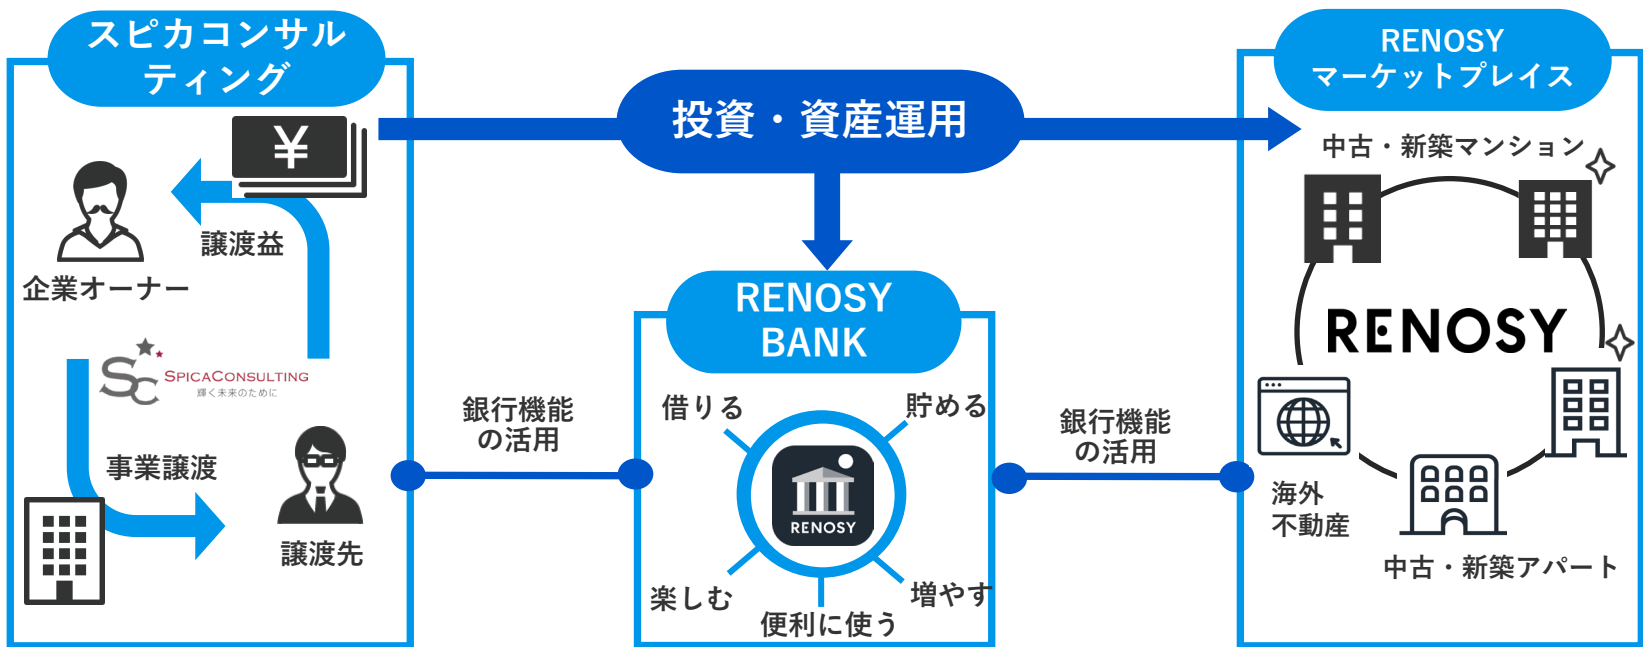 スピカコンサル
ティング
¥
譲渡益
企業オーナー
SPICACONSULTING
輝く未来のために
事業譲渡
譲渡先
投資・資産運用
銀行機能
の活用
RENOSY
BANK
借りる
貯める
RENOSY
楽しむ
便利に使う
増やす
銀行機能
の活用
RENOSY
マーケットプレイス
中古・新築マンション
RENOSY
海外
不動産
中古・新築アパート